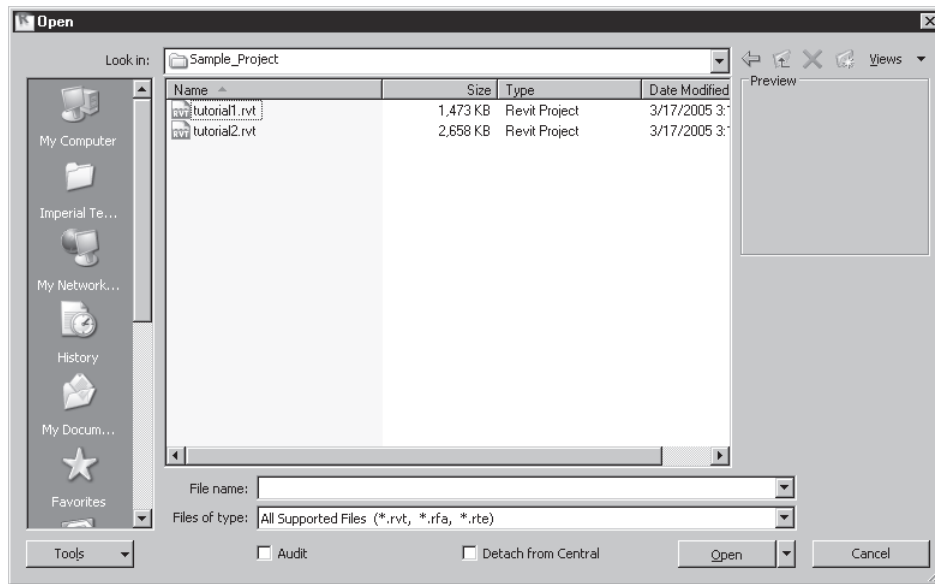 Open
Look in: Sample_Project Views
Name Size Type Date Modified
tutorial1.rvt 1,473 KB Revit Project 3/17/2005 3:1
tutorial2.rvt 2,658 KB Revit Project 3/17/2005 3:1
Preview
My Computer
Imperial Te...
My Network...
History
My Docum...
Favorites
File name:
Files of type: All Supported Files (*.rvt, *.rfa, *.rte)
Tools Audit Detach from Central Open Cancel